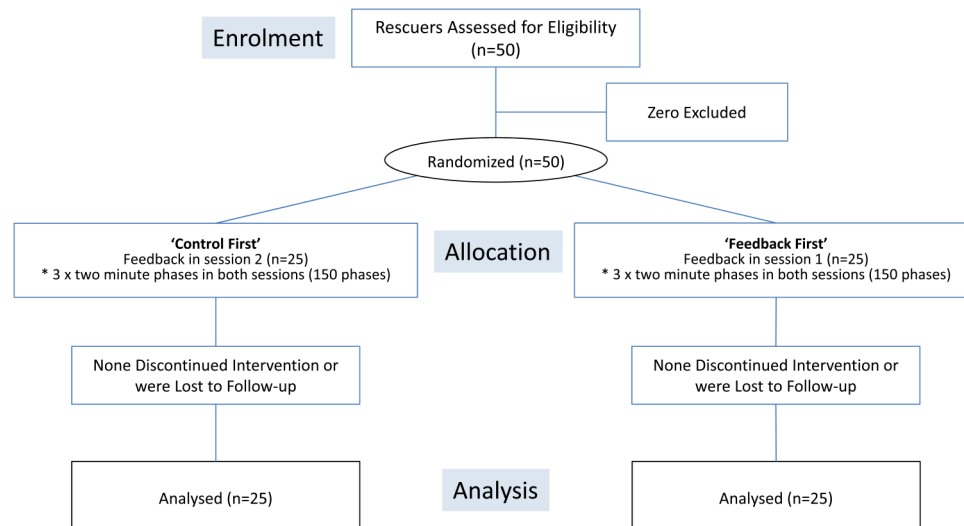 Enrolment
Rescuers Assessed for Eligibility
(n=50)
Zero Excluded
Randomized (n=50)
'Control First'
Feedback in session 2 (n=25)
* 3 x two minute phases in both sessions (150 phases)
Allocation
'Feedback First'
Feedback in session 1 (n=25)
* 3 x two minute phases in both sessions (150 phases)
None Discontinued Intervention or
were Lost to Follow-up
None Discontinued Intervention or
were Lost to Follow-up
Analysed (n=25)
Analysis
Analysed (n=25)